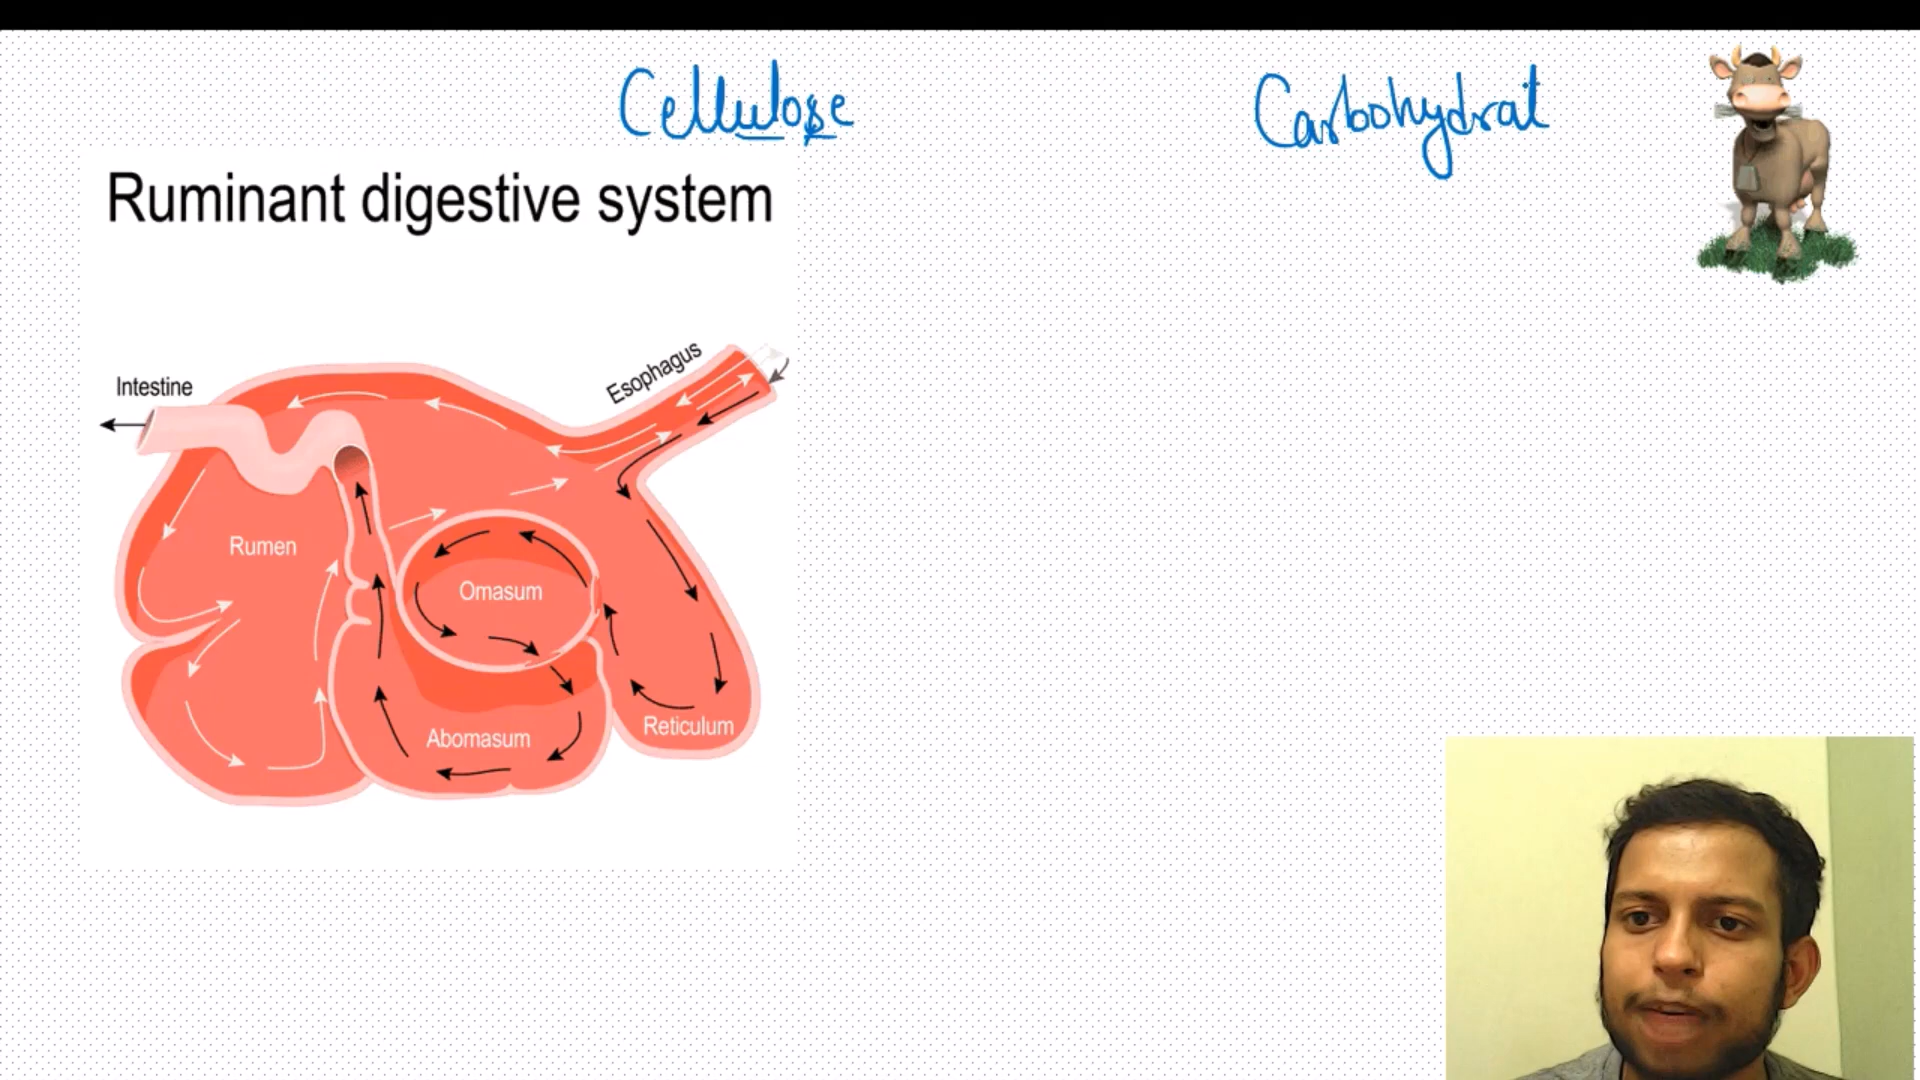 Cellulose
Carbohydrat
Ruminant digestive system
Esophagus
Intestine
Rumen
Omasum
Reticulum
Abomasum